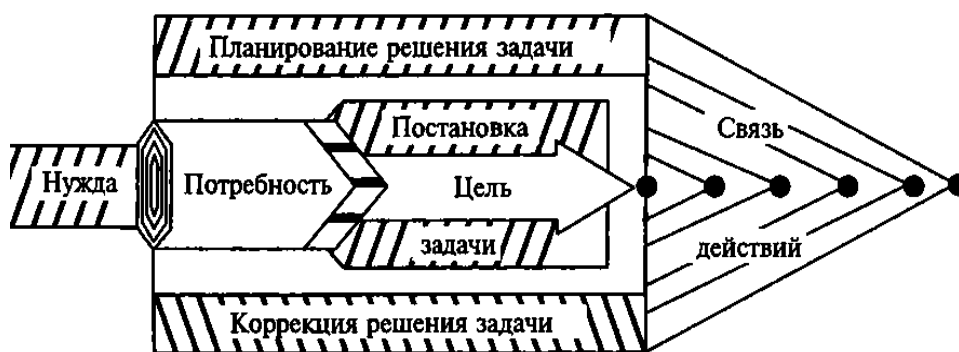 Планирование решения задачи
Постановка
Связь
Нужда
Потребность
Цель
задачи
действий
Коррекция решения задачи